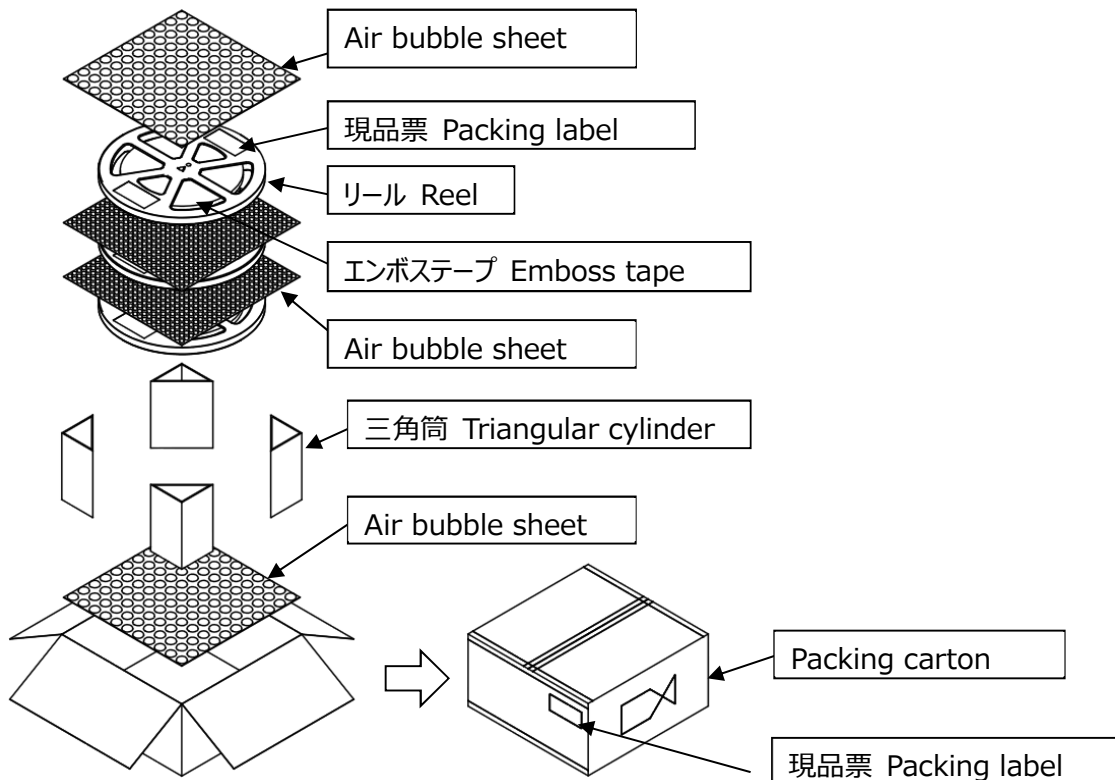 Air bubble sheet
現品票 Packing label
リール Reel
エンボステープ Emboss tape
Air bubble sheet
三角筒 Triangular cylinder
Air bubble sheet
Packing carton
現品票 Packing label